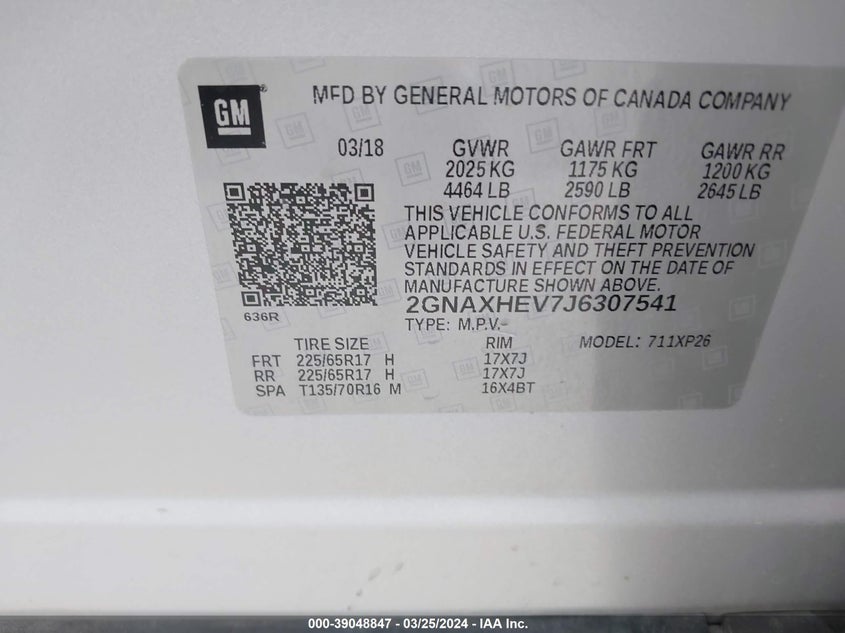 GM®
MFD BY GENERAL MOTORS OF CANADA COMPANY
03/18 GVWR GAWR FRT GAWR RR
2025 KG 1175 KG 1200 KG
4464 LB 2590 LB 2645 LB
THIS VEHICLE CONFORMS TO ALL
APPLICABLE U.S. FEDERAL MOTOR
VEHICLE SAFETY AND THEFT PREVENTION
STANDARDS IN EFFECT ON THE DATE OF
MANUFACTURE SHOWN ABOVE.
2GNAXHEV7J6307541
636R
TYPE: M.P.V.
TIRE SIZE RIM MODEL: 711XP26
FRT 225/65R17 H 17X7J
RR 225/65R17 H 17X7J
SPA T135/70R16 M 16X4BT
000-39048847 - 03/25/2024 - IAA Inc.